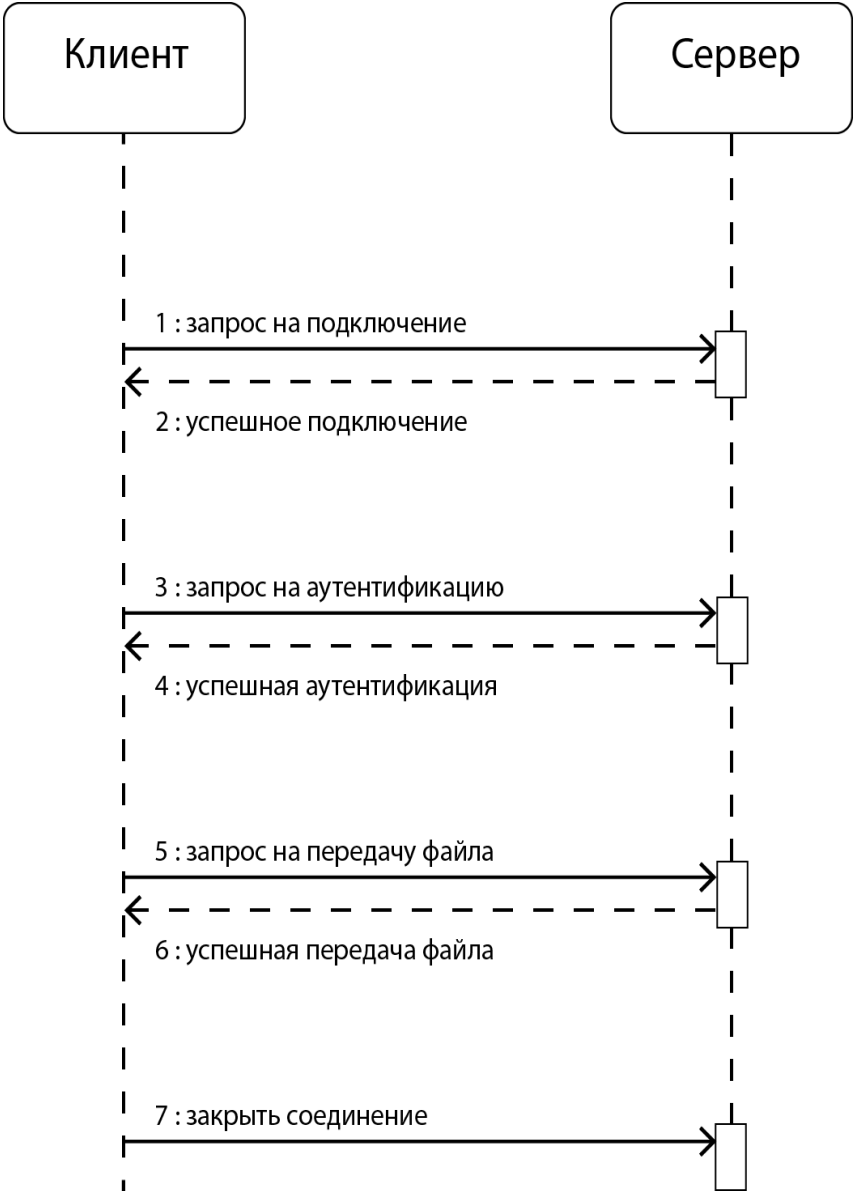 Клиент
Сервер
1 : запрос на подключение
2 : успешное подключение
3 : запрос на аутентификацию
4 : успешная аутентификация
5 : запрос на передачу файла
6 : успешная передача файла
7 : закрыть соединение